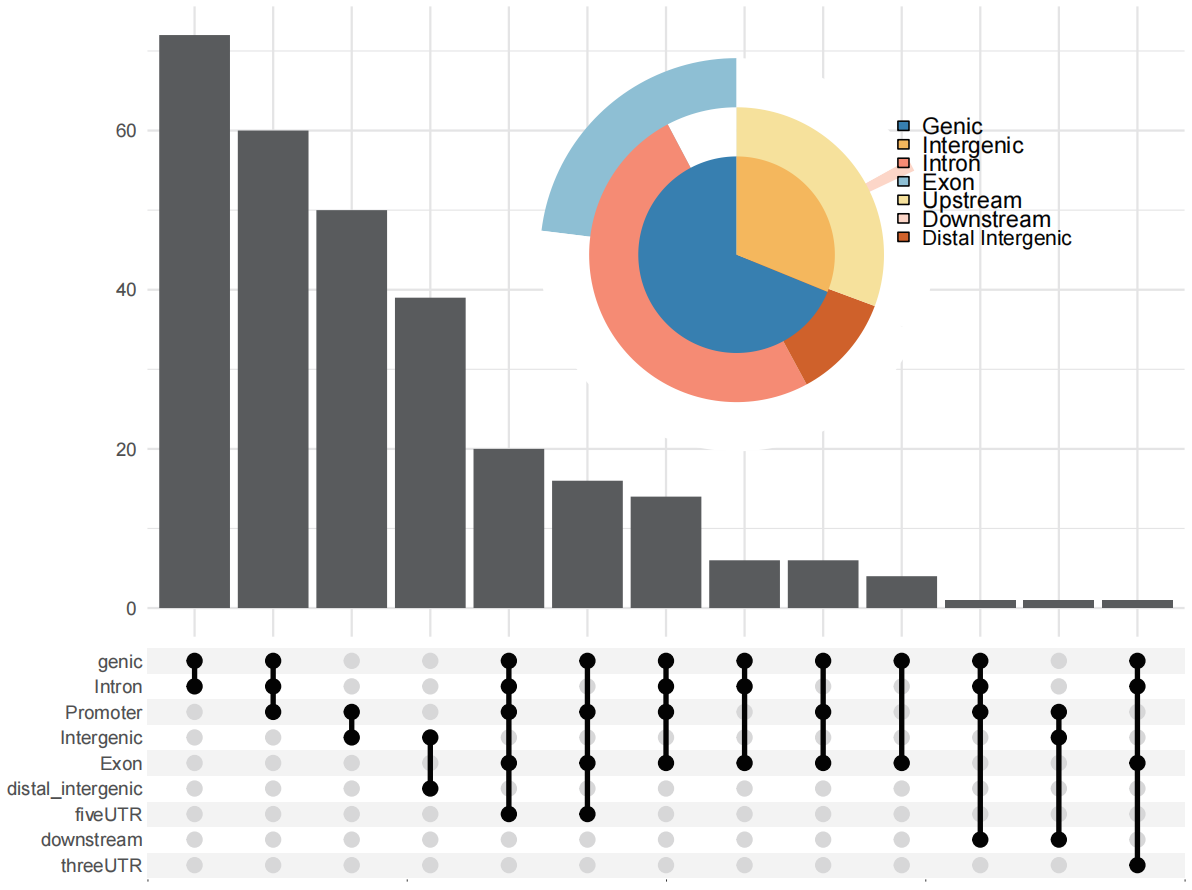 60
40
20
0
Genic
Intergenic
Intron
Exon
Upstream
Downstream
Distal Intergenic
genic
Intron
Promoter
Intergenic
Exon
distal_intergenic
fiveUTR
downstream
threeUTR